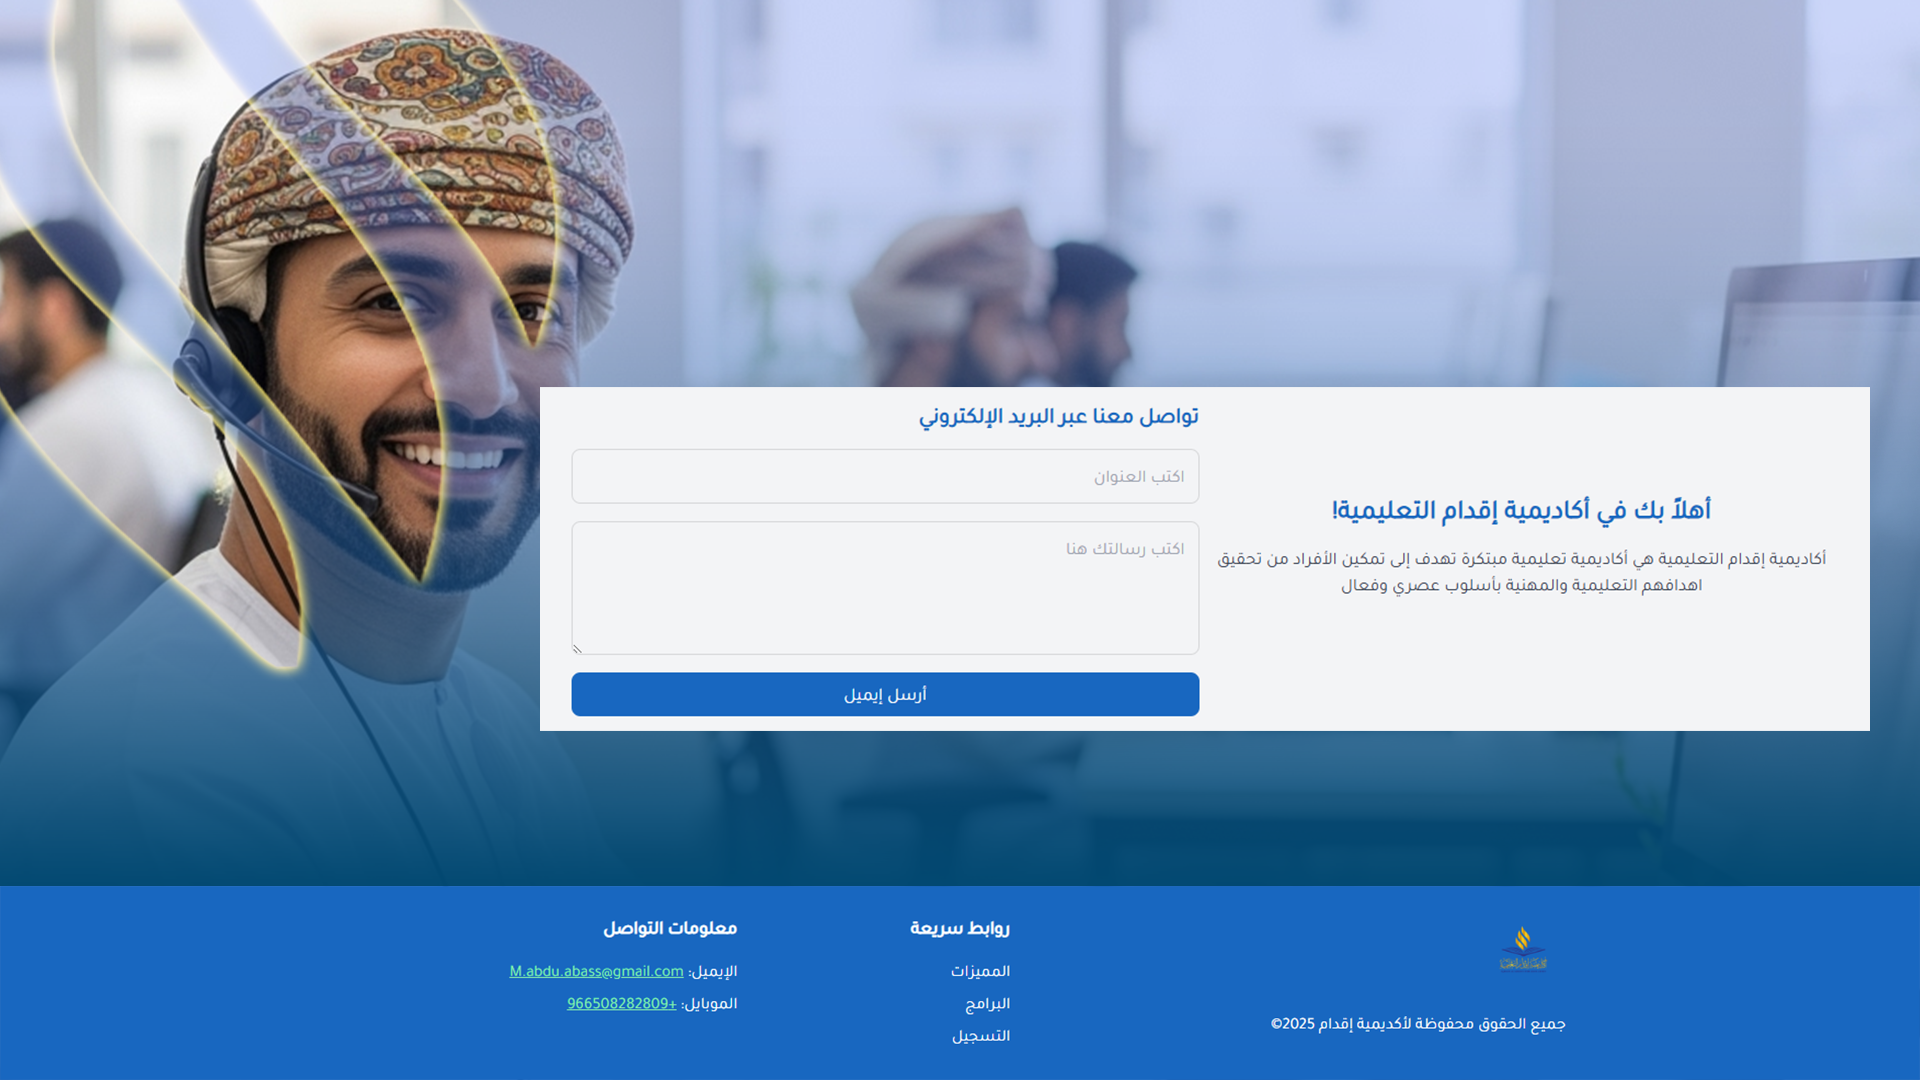 أهلاً بك في أكاديمية إقدام التعليمية!
أكاديمية إقدام التعليمية هي أكاديمية تعليمية مبتكرة تهدف إلى تمكين الأفراد من تحقيق
اهدافهم التعليمية والمهنية بأسلوب عصري وفعال
تواصل معنا عبر البريد الإلكتروني
اكتب العنوان
اكتب رسالتك هنا
أرسل إيميل
جميع الحقوق محفوظة لأكديمية إقدام 2025©
روابط سريعة
المميزات
البرامج
التسجيل
معلومات التواصل
الإيميل: M.abdu.abass@gmail.com
الموبايل: +966508282809